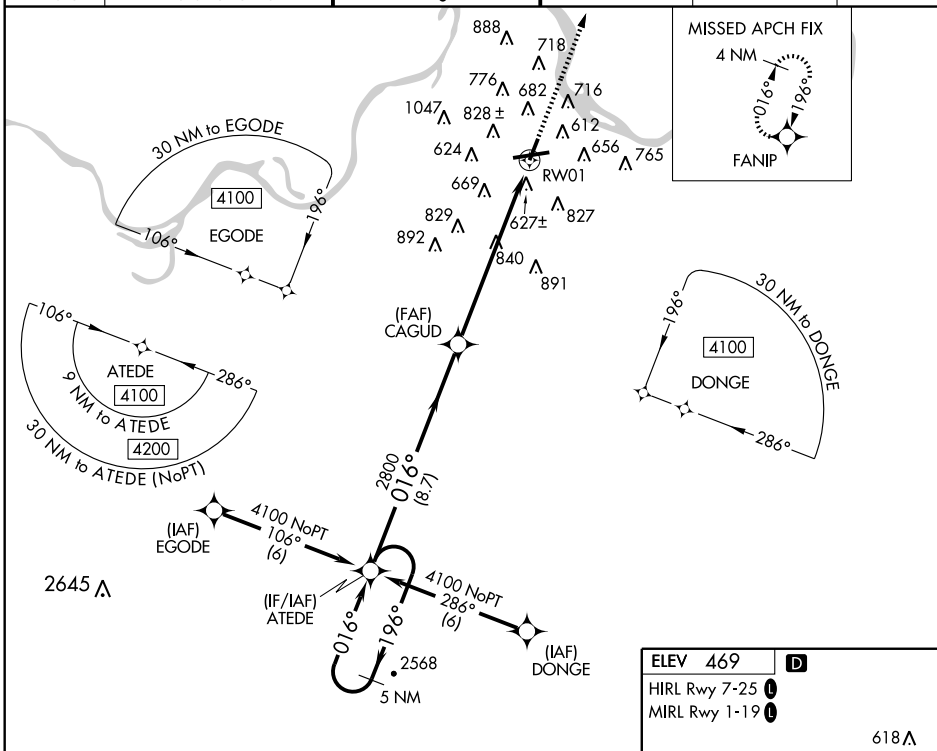 888
718
776
682
716
1047
828 ±
612
624
656
765
RW01
669
627±
827
829
892
840
891
MISSED APCH FIX
4 NM
016°
196°
FANIP
30 NM to EGODE
4100
196°
EGODE
106°
(FAF)
CAGUD
30 NM to DONGE
196°
4100
DONGE
286°
106°
ATEDE
286°
4100
9 NM to ATEDE
4200
30 NM to ATEDE (NoPT)
2800
016°
(8.7)
(IAF)
EGODE
4100 NoPT
106°
(6)
2645
(IF/IAF)
ATEDE
4100 NoPT
286°
(6)
016°
196°
(IAF)
DONGE
2568
5 NM
ELEV 469 D
HIRL Rwy 7-25 L
MIRL Rwy 1-19 L
618